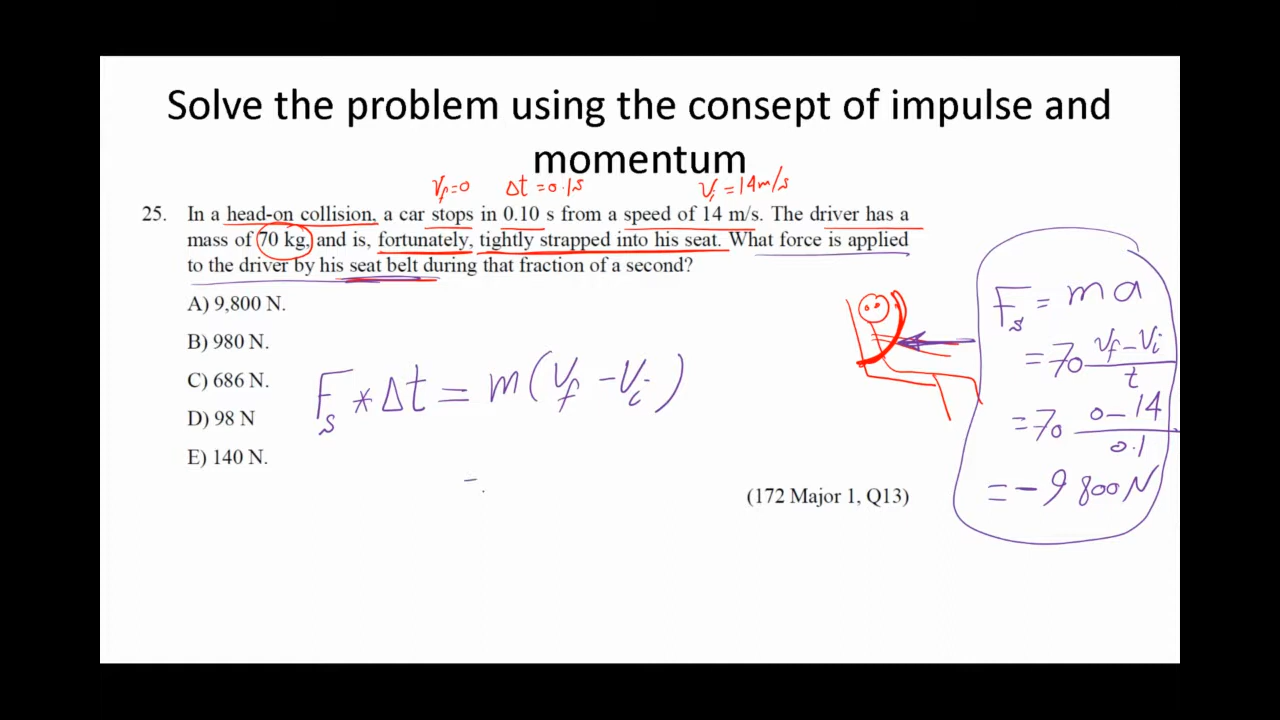 Solve the problem using the consept of impulse and
momentum
Vf=0 Δt=0.1s Vi=14m/s
25. In a head-on collision, a car stops in 0.10 s from a speed of 14 m/s. The driver has a
mass of 70 kg, and is, fortunately, tightly strapped into his seat. What force is applied
to the driver by his seat belt during that fraction of a second?
A) 9,800 N.
B) 980 N.
C) 686 N.
D) 98 N
E) 140 N.
Fs * Δt = m(Vf - Vi)
=
(172 Major 1, Q13)
Fs = ma
= 70 (Vf - Vi)/t
= 70 (0 - 14)/0.1
= - 9800 N